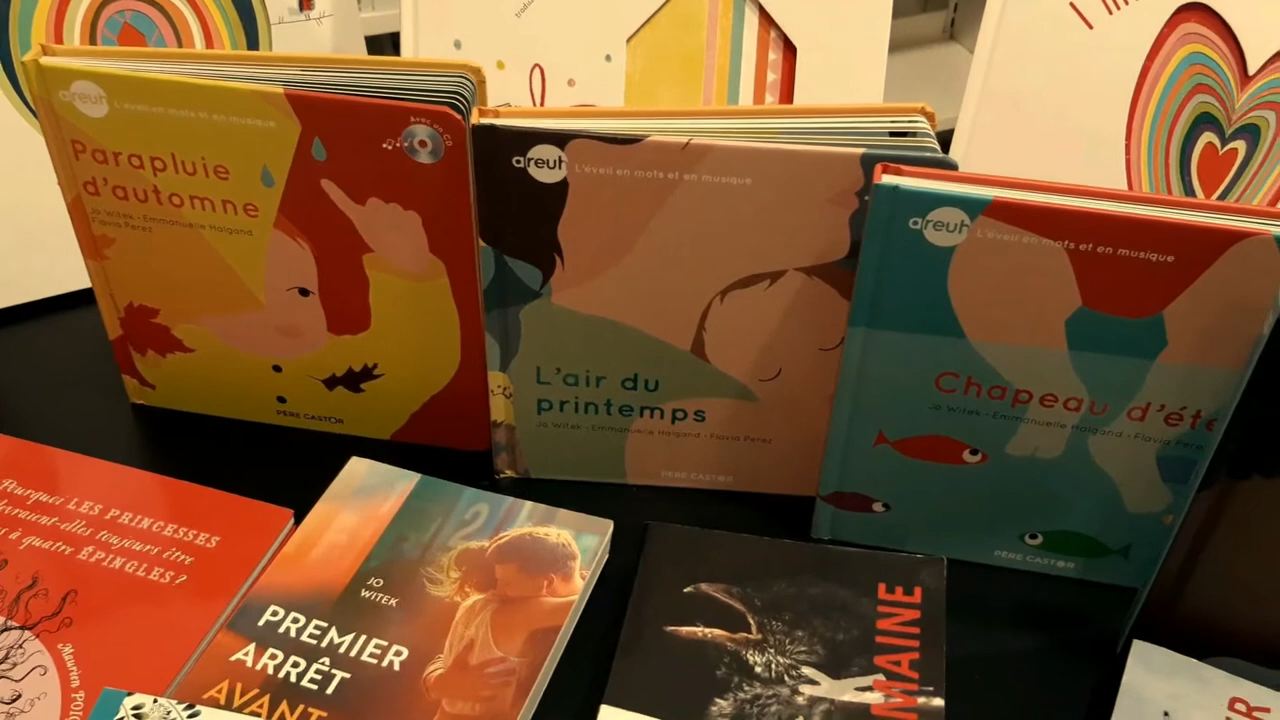 areuh L'éveil en mots et en musique
Avec un CD
Parapluie
d'automne
Jo Witek - Emmanuelle Halgand
Flavia Perez
PÈRE CASTOR
areuh L'éveil en mots et en musique
L'air du
printemps
Jo Witek - Emmanuelle Halgand - Flavia Perez
PÈRE CASTOR
areuh L'éveil en mots et en musique
Chapeau d'été
Jo Witek - Emmanuelle Halgand - Flavia Perez
PÈRE CASTOR
Pourquoi LES PRINCESSES
devraient-elles toujours être
à quatre ÉPINGLES?
JO
WITEK
PREMIER
ARRÊT
AVANT
MAINE